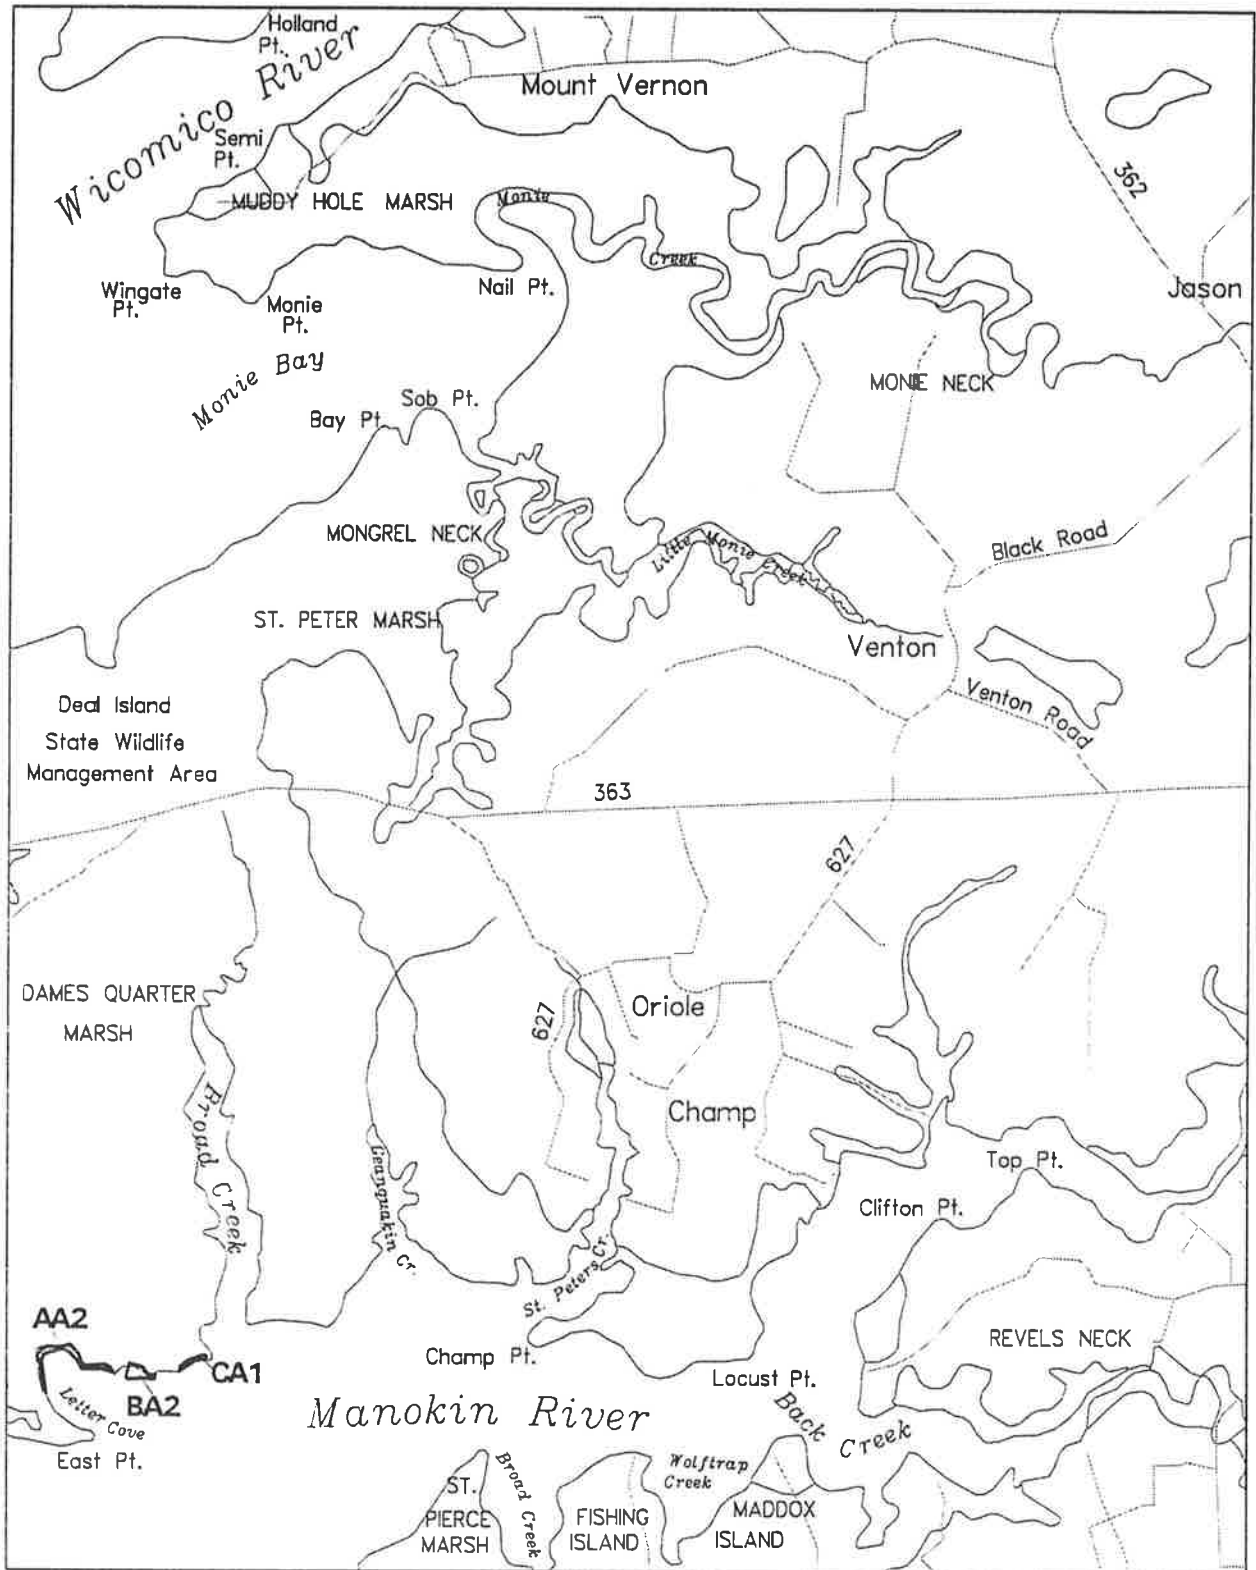 Holland
Pt.
Wicomico River
Mount Vernon
Semi
Pt.
362
MUDDY HOLE MARSH
Monie
Creek
Wingate
Pt.
Monie
Pt.
Nail Pt.
Jason
Monie Bay
Sob Pt.
Bay Pt.
MONIE NECK
MONGREL NECK
Little Monie Creek
Black Road
ST. PETER MARSH
Venton
Venton Road
Deal Island
State Wildlife
Management Area
363
627
DAMES QUARTER
MARSH
627
Oriole
Broad Creek
Champ
Geanquakin Cr.
Top Pt.
Clifton Pt.
St. Peters Cr.
AA2
REVELS NECK
Champ Pt.
CA1
Locust Pt.
BA2
Letter Cove
Manokin River
Back
Creek
East Pt.
ST.
PIERCE
MARSH
Broad Creek
FISHING
ISLAND
Wolftrap
Creek
MADDOX
ISLAND